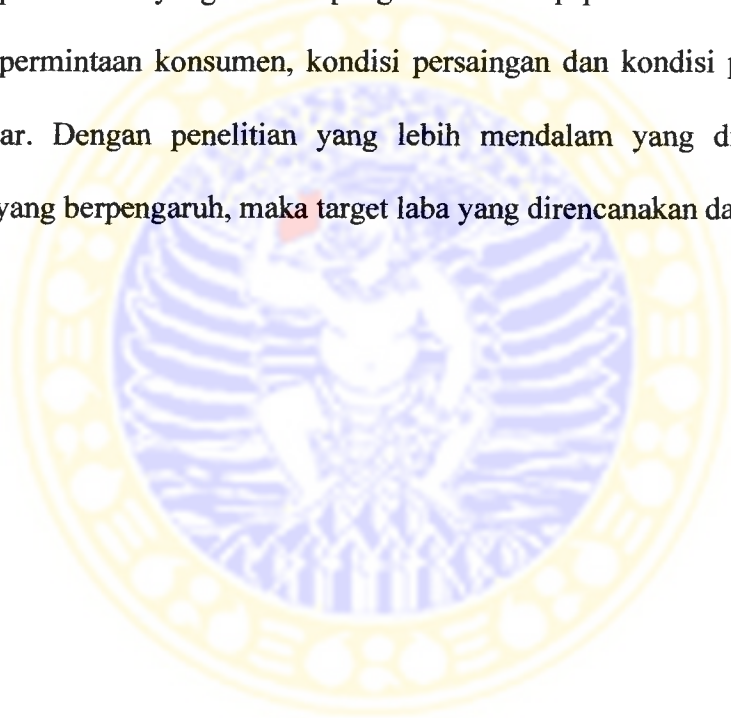 permintaan konsumen, kondisi persaingan dan kondisi
ar. Dengan penelitian yang lebih mendalam yang
yang berpengaruh, maka target laba yang direncanakan da